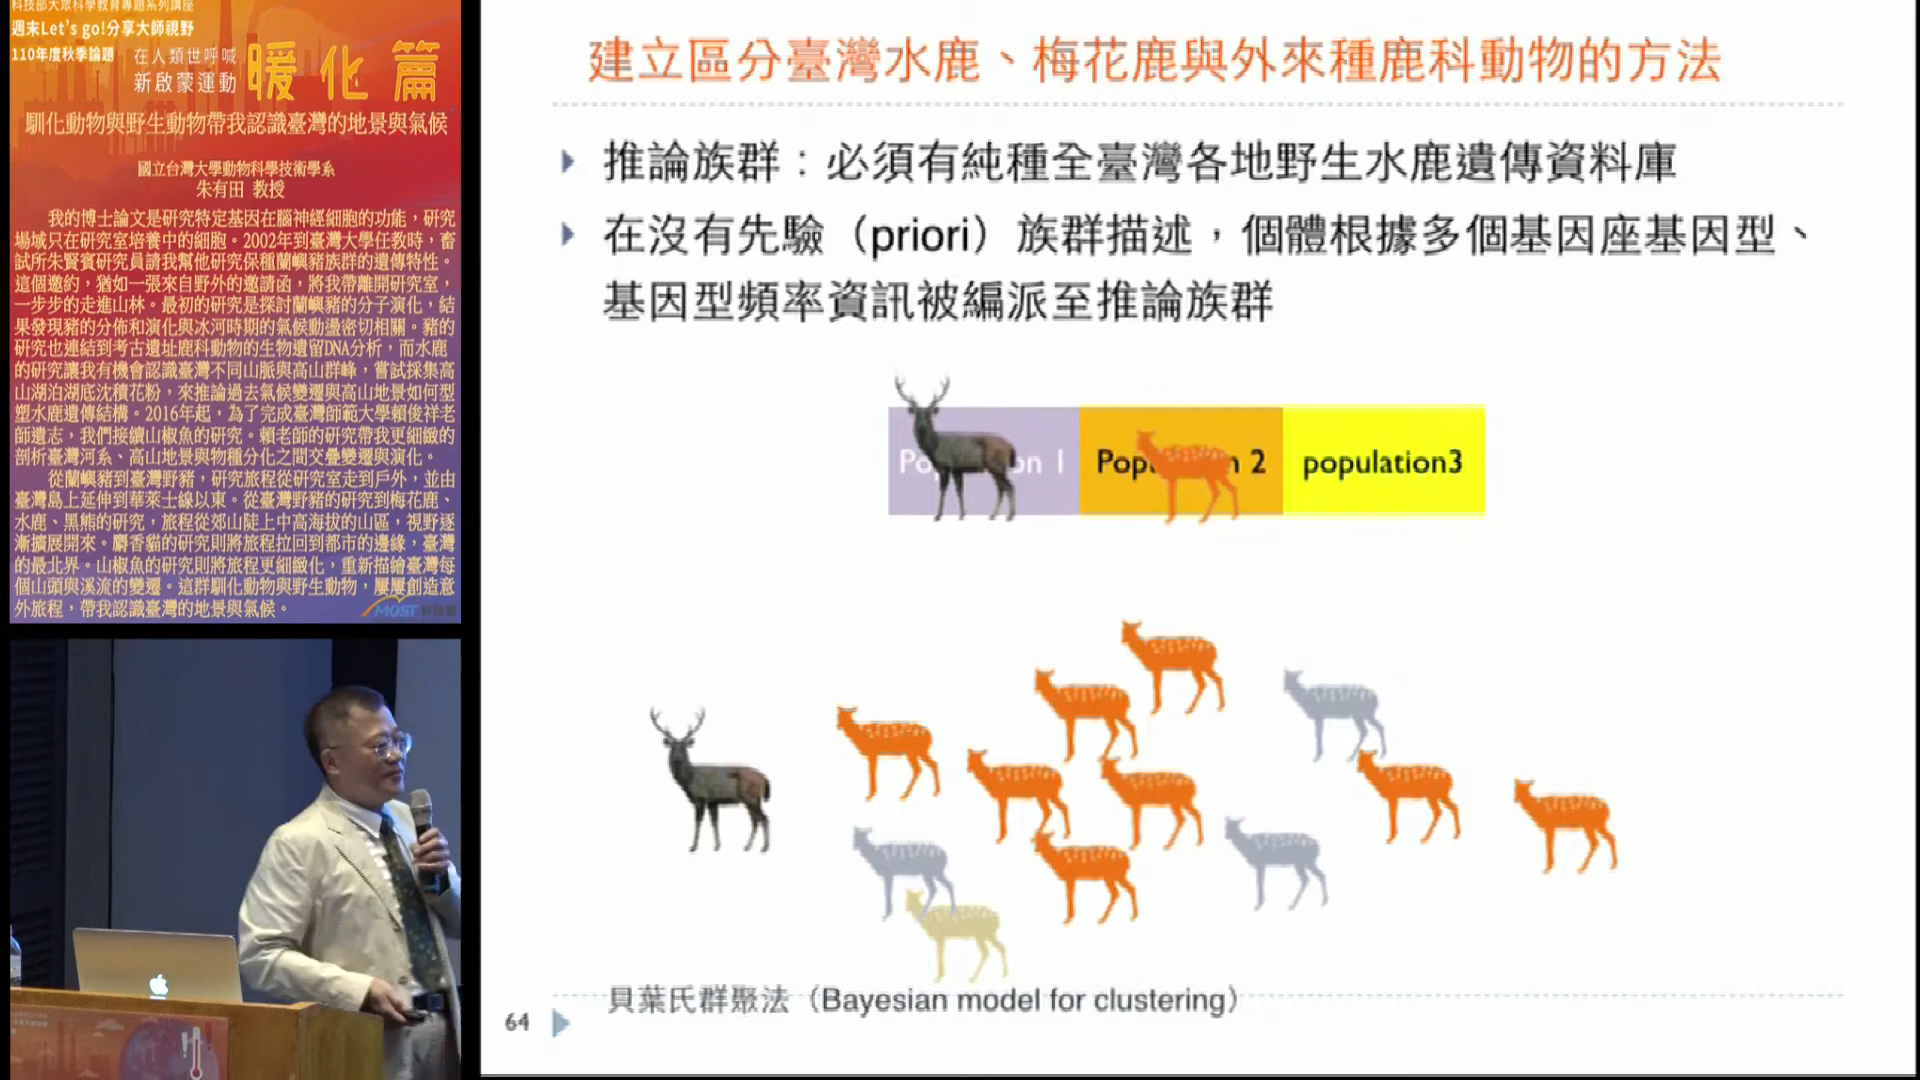 科技部大眾科學教育專題系列講座
週末Let's go!分享大師視野
110年度秋季論題
在人類世呼喊
新啟蒙運動
暖化篇
馴化動物與野生動物帶我認識臺灣的地景與氣候
國立台灣大學動物科學技術學系
朱有田 教授
我的博士論文是研究特定基因在腦神經細胞的功能，研究
場域只在研究室培養中的細胞。2002年到臺灣大學任教時，畜
試所朱賢賓研究員請我幫他研究保種蘭嶼豬族群的遺傳特性。
這個邀約，猶如一張來自野外的邀請函，將我帶離開研究室，
一步步的走進山林。最初的研究是探討蘭嶼豬的分子演化，結
果發現豬的分佈和演化與冰河時期的氣候動盪密切相關。豬的
研究也連結到考古遺址鹿科動物的生物遺留DNA分析，而水鹿
的研究讓我有機會認識臺灣不同山脈與高山群峰，嘗試採集高
山湖泊湖底沈積花粉，來推論過去氣候變遷與高山地景如何型
塑水鹿遺傳結構。2016年起，為了完成臺灣師範大學賴俊祥老
師遺志，我們接續山椒魚的研究。賴老師的研究帶我更細緻的
剖析臺灣河系、高山地景與物種分化之間交疊變遷與演化。
從蘭嶼豬到臺灣野豬，研究旅程從研究室走到戶外，並由
臺灣島上延伸到華萊士線以東。從臺灣野豬的研究到梅花鹿、
水鹿、黑熊的研究，旅程從郊山陡上中高海拔的山區，視野逐
漸擴展開來。麝香貓的研究則將旅程拉回到都市的邊緣，臺灣
的最北界。山椒魚的研究則將旅程更細緻化，重新描繪臺灣每
個山頭與溪流的變遷。這群馴化動物與野生動物，屢屢創造意
外旅程，帶我認識臺灣的地景與氣候。
MOST
建立區分臺灣水鹿、梅花鹿與外來種鹿科動物的方法
推論族群：必須有純種全臺灣各地野生水鹿遺傳資料庫
在沒有先驗（priori）族群描述，個體根據多個基因座基因型、
基因型頻率資訊被編派至推論族群
population3
貝葉氏群聚法（Bayesian model for clustering）
64